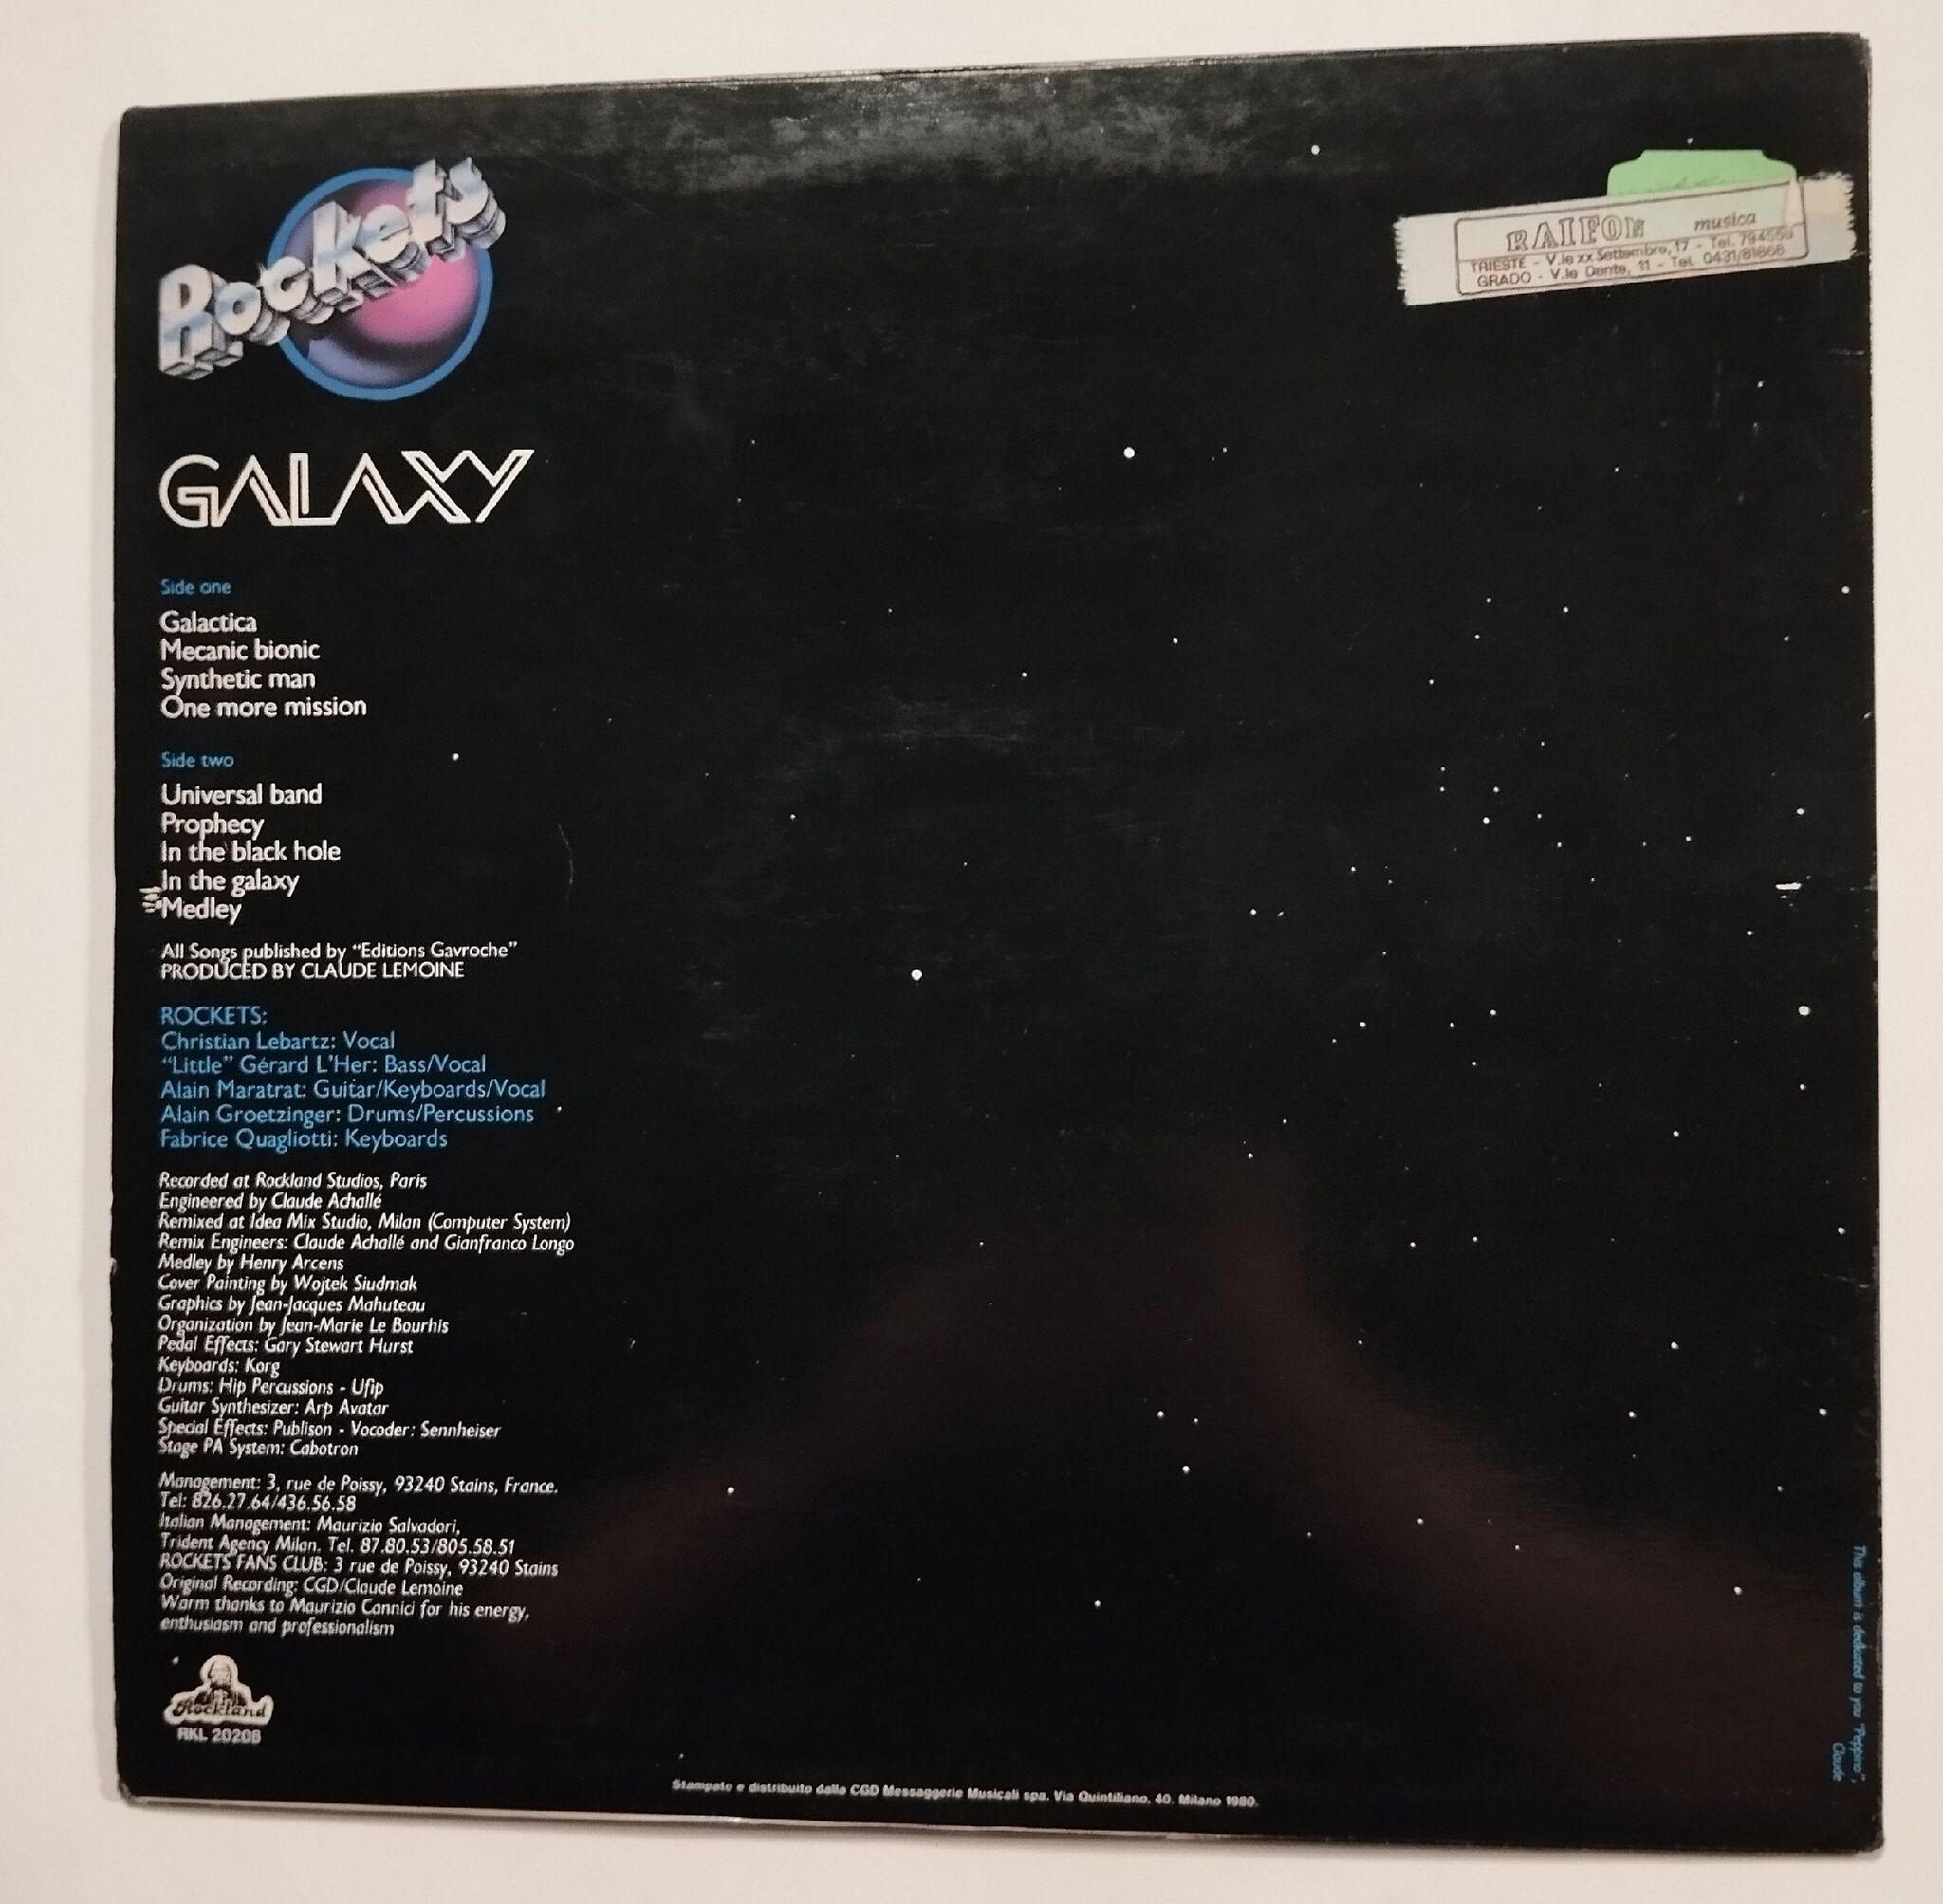 Rockets
RAIFON musica
TRIESTE - V.le xx Settembre, 17 - Tel.
GRADO - V.le Dante, 11 - Tel. 0431/81868
GALAXY
Side one
Galactica
Mecanic bionic
Synthetic man
One more mission
Side two
Universal band
Prophecy
In the black hole
In the galaxy
Medley
All Songs published by “Editions Gavroche”
PRODUCED BY CLAUDE LEMOINE
ROCKETS:
Christian Lebartz: Vocal
“Little” Gérard L'Her: Bass/Vocal
Alain Maratrat: Guitar/Keyboards/Vocal
Alain Groetzinger: Drums/Percussions
Fabrice Quagliotti: Keyboards
Recorded at Rockland Studios, Paris
Engineered by Claude Achallé
Remixed at Idea Mix Studio, Milan (Computer System)
Remix Engineers: Claude Achallé and Gianfranco Longo
Medley by Henry Arcens
Cover Painting by Wojtek Siudmak
Graphics by Jean-Jacques Mahuteau
Organization by Jean-Marie Le Bourhis
Pedal Effects: Gary Stewart Hurst
Keyboards: Korg
Drums: Hip Percussions - Ufip
Guitar Synthesizer: Arp Avatar
Special Effects: Publison - Vocoder: Sennheiser
Stage PA System: Cabotron
Management: 3, rue de Poissy, 93240 Stains, France.
Tel: 826.27.64/436.56.58
Italian Management: Maurizio Salvadori,
Trident Agency Milan. Tel. 87.80.53/805.58.51
ROCKETS FANS CLUB: 3 rue de Poissy, 93240 Stains
Original Recording: CGD/Claude Lemoine
Warm thanks to Maurizio Cannici for his energy,
enthusiasm and professionalism
Rockland
RKL 20208
Stampato e distribuito dalla CGD Messaggerie Musicali spa. Via Quintiliano, 40. Milano 1980.
This album is dedicated to you “Peppino”,
Claude